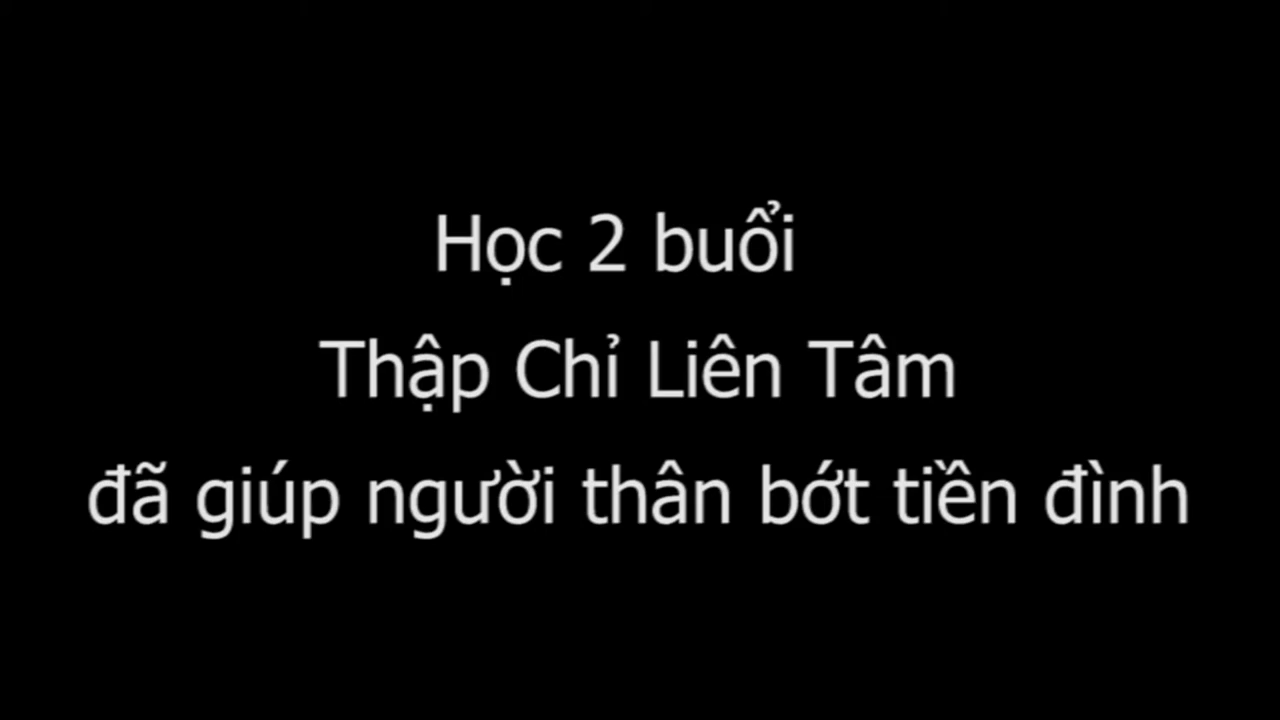 Học 2 buổi
Thập Chỉ Liên Tâm
đã giúp người thân bớt tiền đình